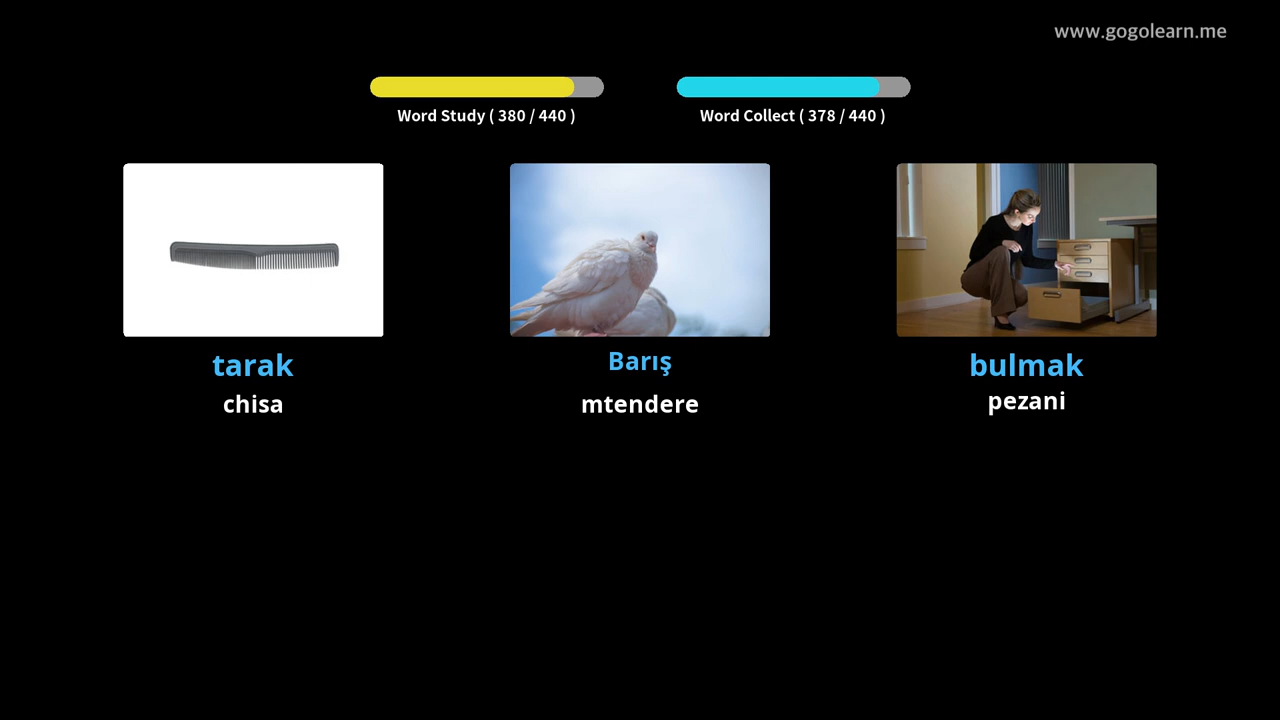 www.gogolearn.me
Word Study ( 380 / 440 )
Word Collect ( 378 / 440 )
tarak
chisa
Barış
mtendere
bulmak
pezani